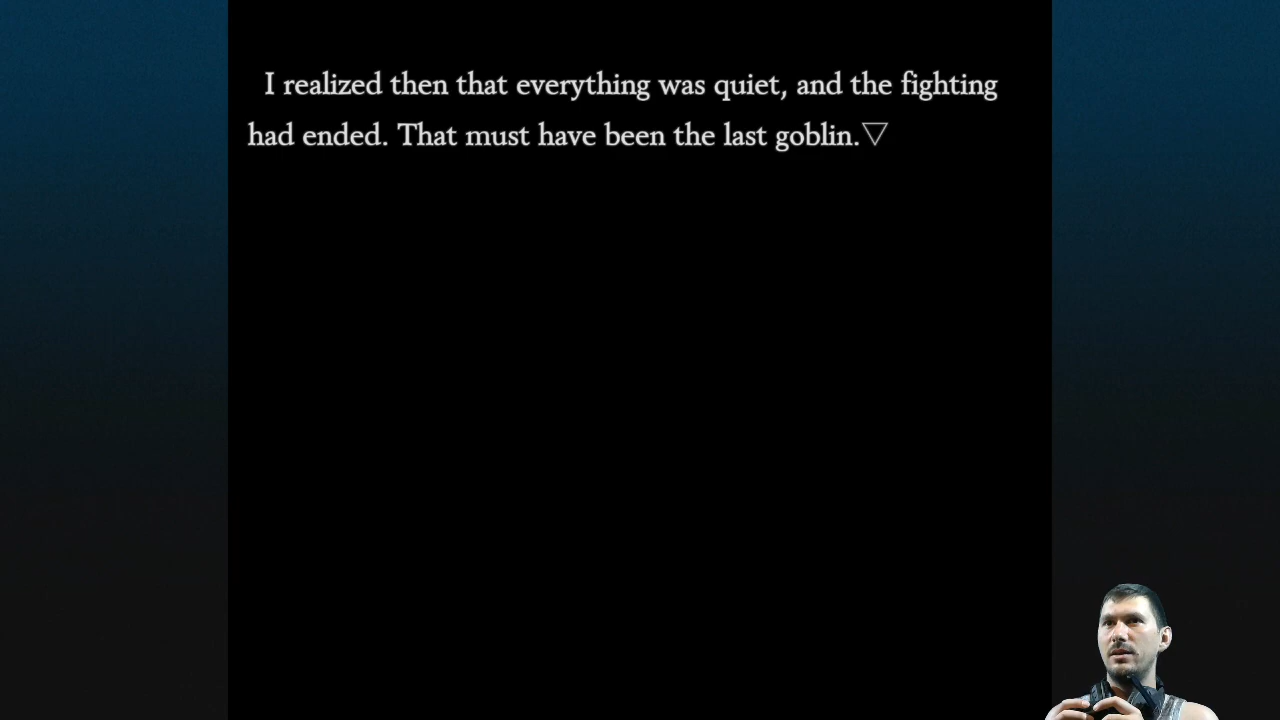 I realized then that everything was quiet, and the fighting
had ended. That must have been the last goblin.▽